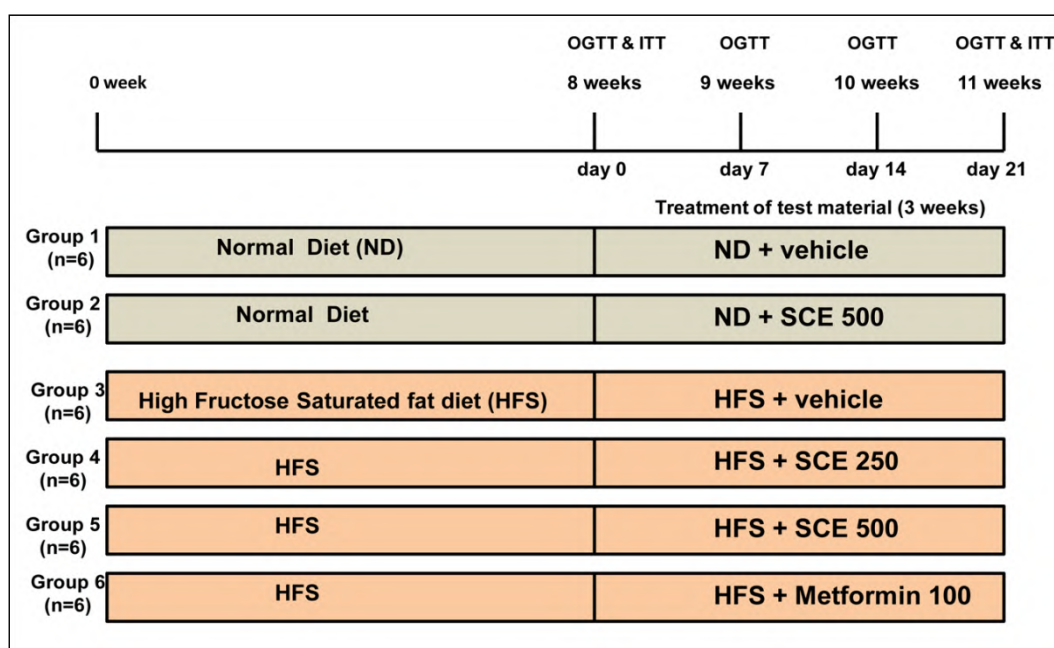 OGTT & ITT OGTT OGTT OGTT & ITT
0 week 8 weeks 9 weeks 10 weeks 11 weeks
day 0 day 7 day 14 day 21
Treatment of test material (3 weeks)
Group 1
(n=6)
Normal Diet (ND) ND + vehicle
Group 2
(n=6)
Normal Diet ND + SCE 500
Group 3
(n=6)
High Fructose Saturated fat diet (HFS) HFS + vehicle
Group 4
(n=6)
HFS HFS + SCE 250
Group 5
(n=6)
HFS HFS + SCE 500
Group 6
(n=6)
HFS HFS + Metformin 100